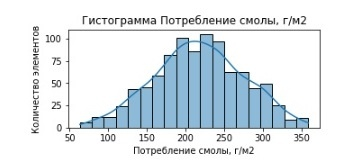 Гистограмма Потребление смолы, г/м2
Количество элементов
100
75
50
25
0
50 100 150 200 250 300 350
Потребление смолы, г/м2